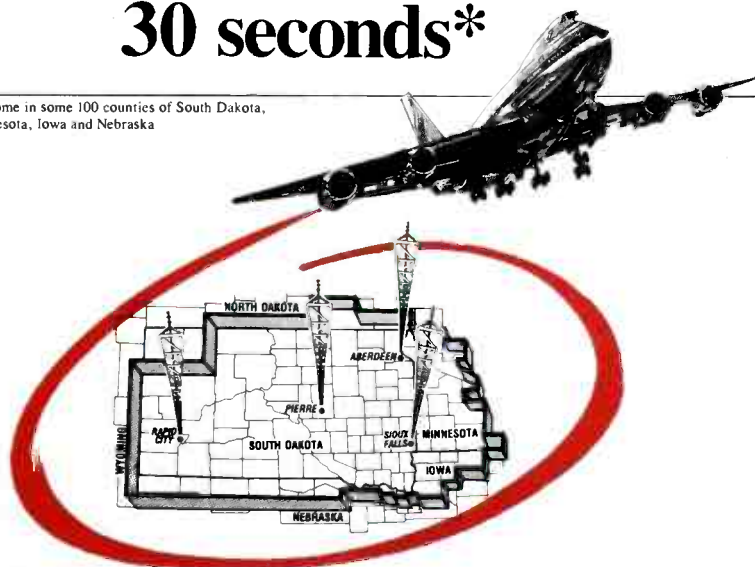 30 seconds*
ome in some 100 counties of South Dakota,
esota, Iowa and Nebraska
NORTH DAKOTA
ABERDEEN
PIERRE
RAPID
CITY
SOUTH DAKOTA
SIOUX
FALLS
MINNESOTA
WYOMING
IOWA
NEBRASKA